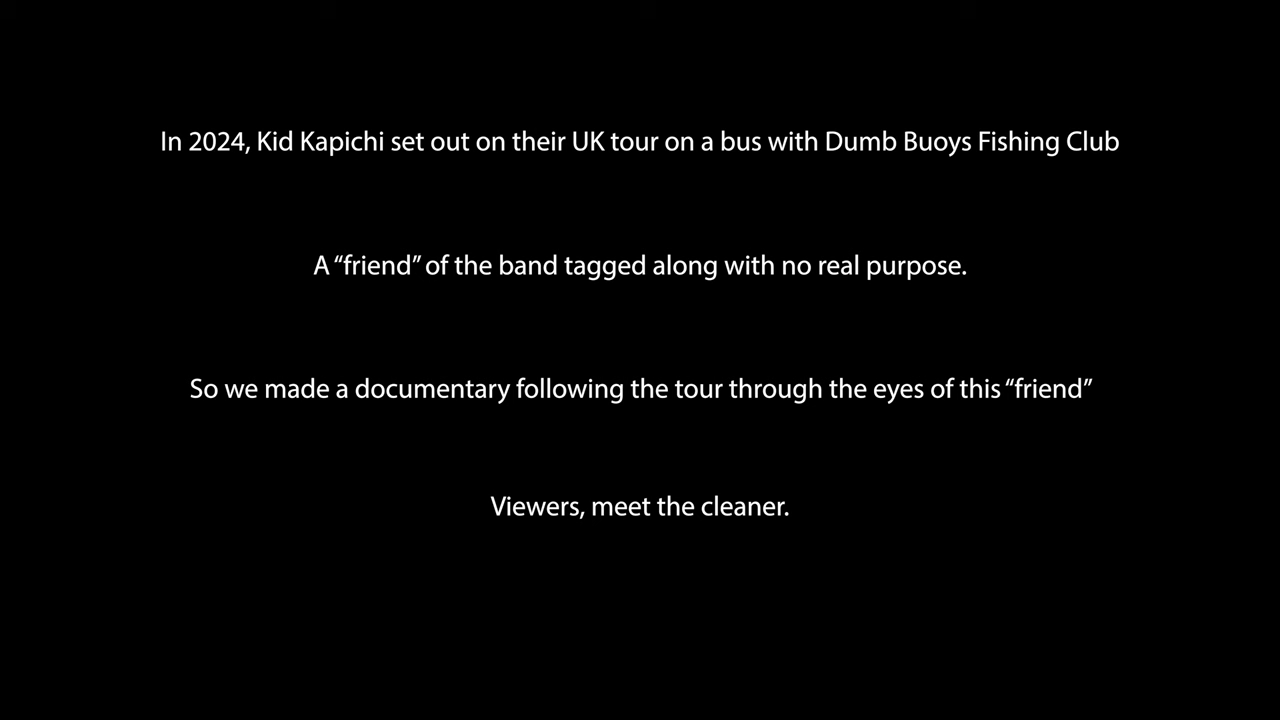 In 2024, Kid Kapichi set out on their UK tour on a bus with Dumb Buoys Fishing Club
A “friend” of the band tagged along with no real purpose.
So we made a documentary following the tour through the eyes of this “friend”
Viewers, meet the cleaner.